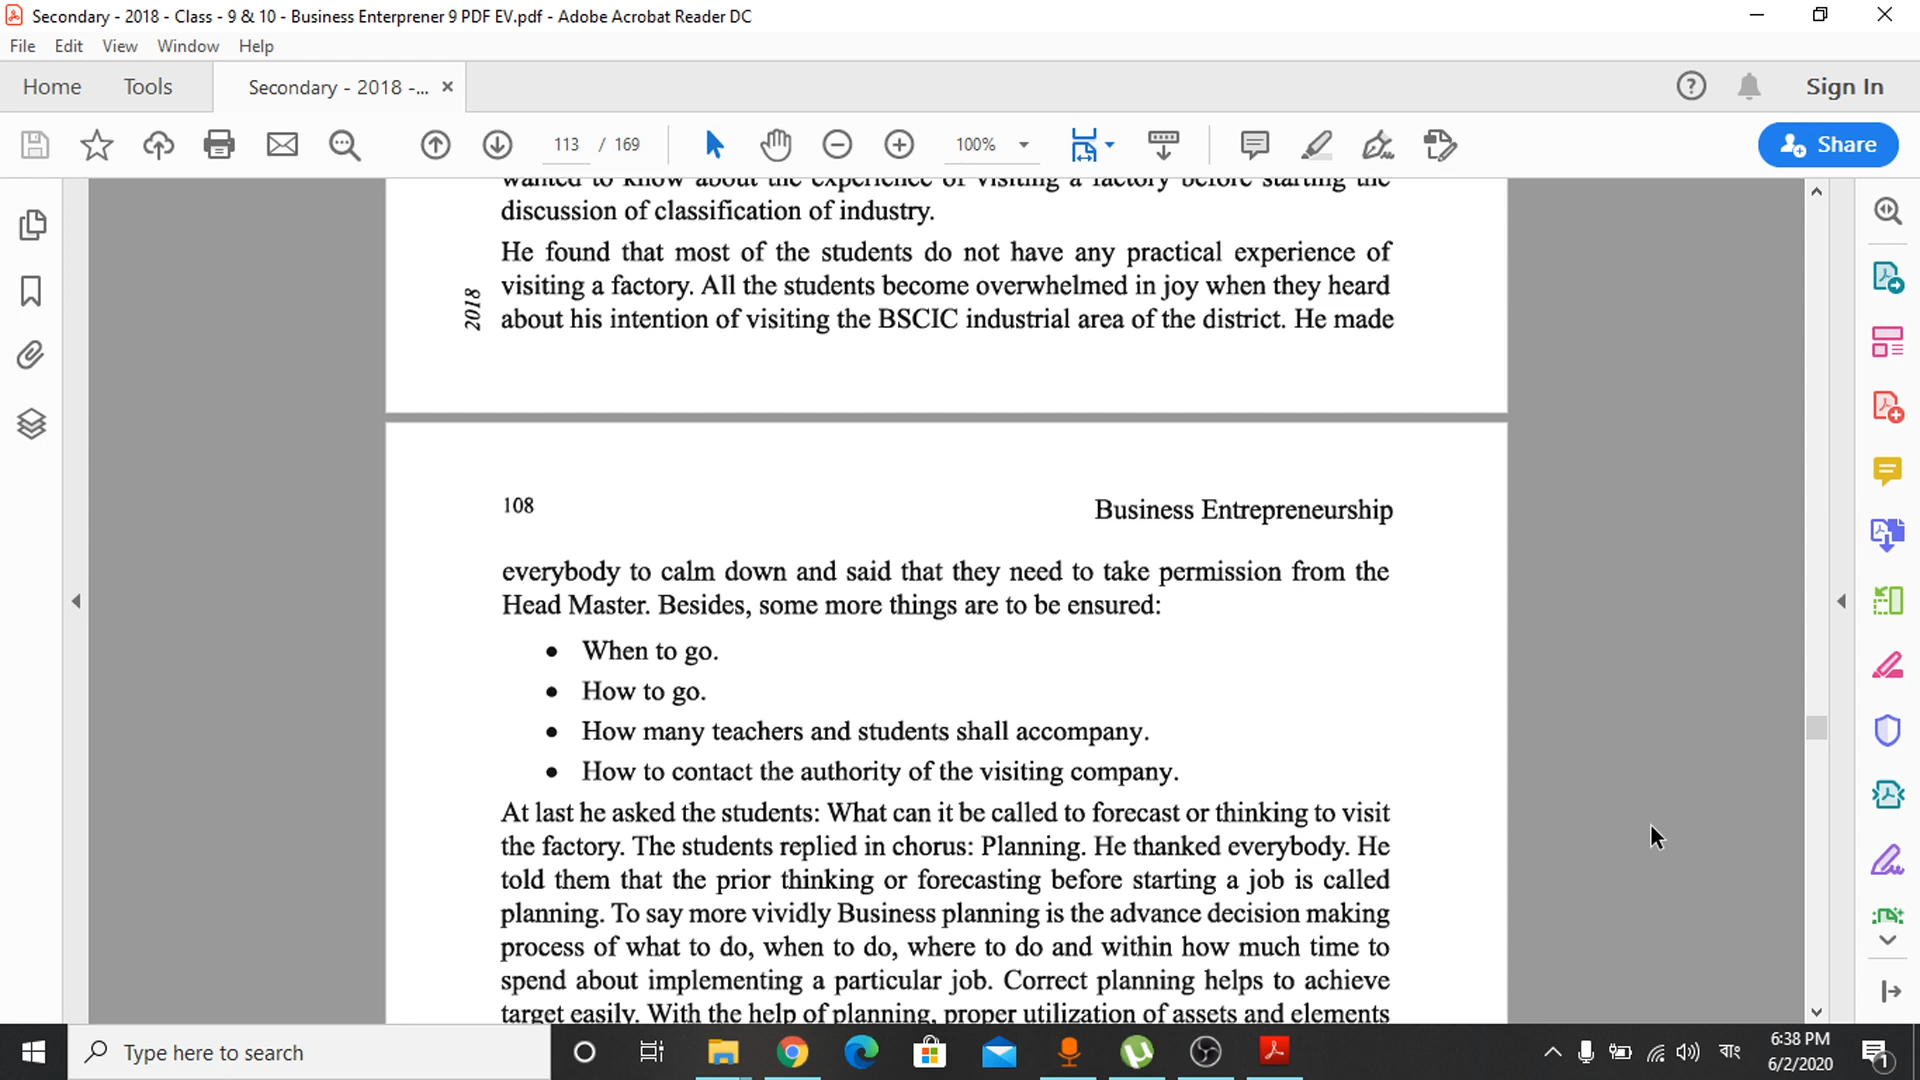 Secondary - 2018 - Class - 9 & 10 - Business Enterprener 9 PDF EV.pdf - Adobe Acrobat Reader DC
File Edit View Window Help
Home Tools Secondary - 2018 -... × Sign In
113 / 169 100% Share
wanted to know about the experience of visiting a factory before starting the
discussion of classification of industry.
He found that most of the students do not have any practical experience of
visiting a factory. All the students become overwhelmed in joy when they heard
about his intention of visiting the BSCIC industrial area of the district. He made
2018
108 Business Entrepreneurship
everybody to calm down and said that they need to take permission from the
Head Master. Besides, some more things are to be ensured:
• When to go.
• How to go.
• How many teachers and students shall accompany.
• How to contact the authority of the visiting company.
At last he asked the students: What can it be called to forecast or thinking to visit
the factory. The students replied in chorus: Planning. He thanked everybody. He
told them that the prior thinking or forecasting before starting a job is called
planning. To say more vividly Business planning is the advance decision making
process of what to do, when to do, where to do and within how much time to
spend about implementing a particular job. Correct planning helps to achieve
target easily. With the help of planning, proper utilization of assets and elements
Type here to search
বাং
6:38 PM
6/2/2020
1